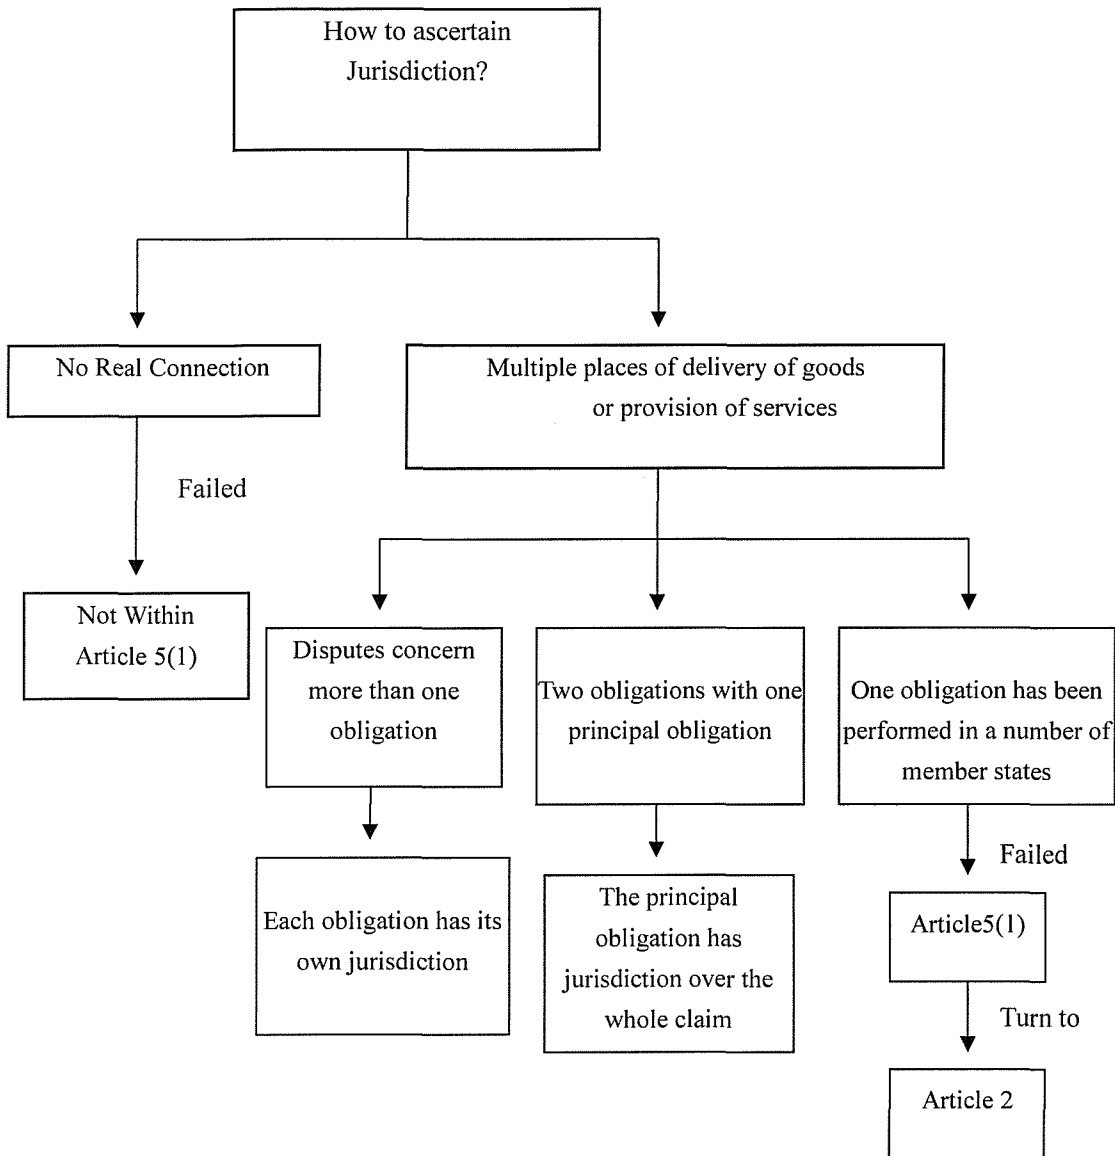 How to ascertain
Jurisdiction?
No Real Connection
Multiple places of delivery of goods
or provision of services
Failed
Not Within
Article 5(1)
Disputes concern
more than one
obligation
Two obligations with one
principal obligation
One obligation has been
performed in a number of
member states
Each obligation has its
own jurisdiction
The principal
obligation has
jurisdiction over the
whole claim
Failed
Article5(1)
Turn to
Article 2